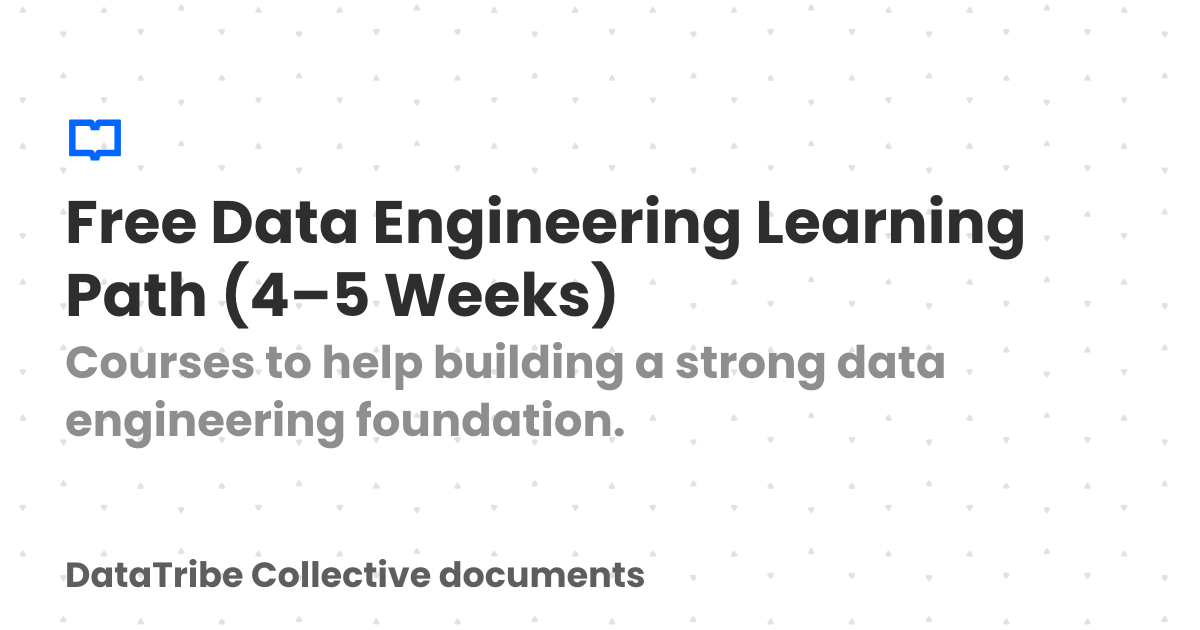 Free Data Engineering Learning
Path (4–5 Weeks)
Courses to help building a strong data
engineering foundation.
DataTribe Collective documents